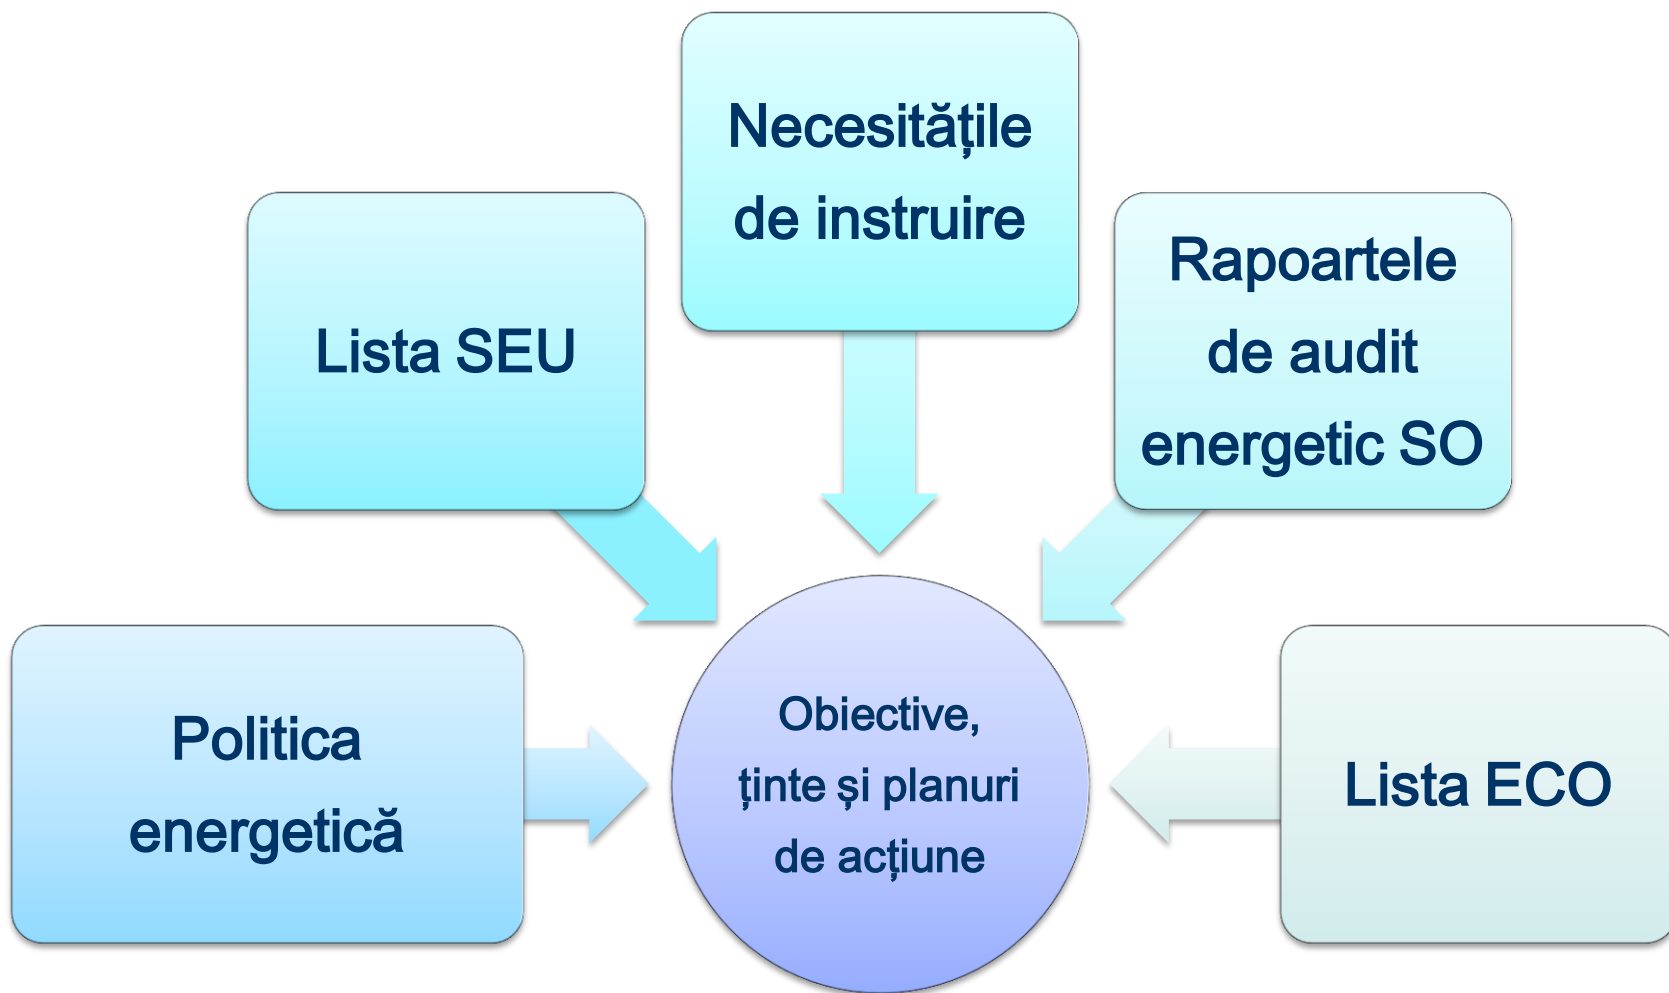 Necesitățile
de instruire
Lista SEU
Rapoartele
de audit
energetic SO
Politica
energetică
Obiective,
ținte și planuri
de acțiune
Lista ECO